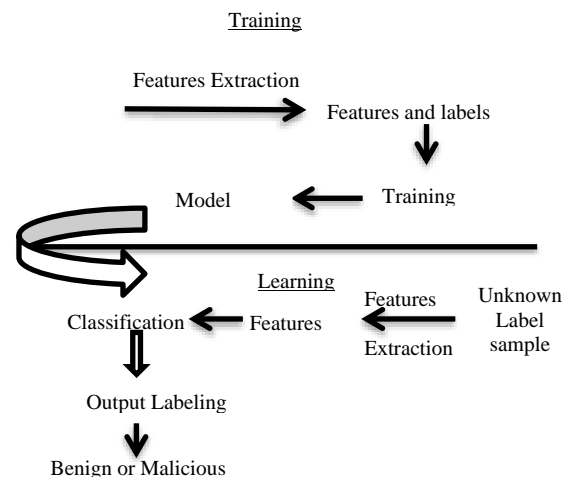 Training
Features Extraction
Features and labels
Model
Training
Learning
Classification
Features
Features
Extraction
Unknown
Label
sample
Output Labeling
Benign or Malicious